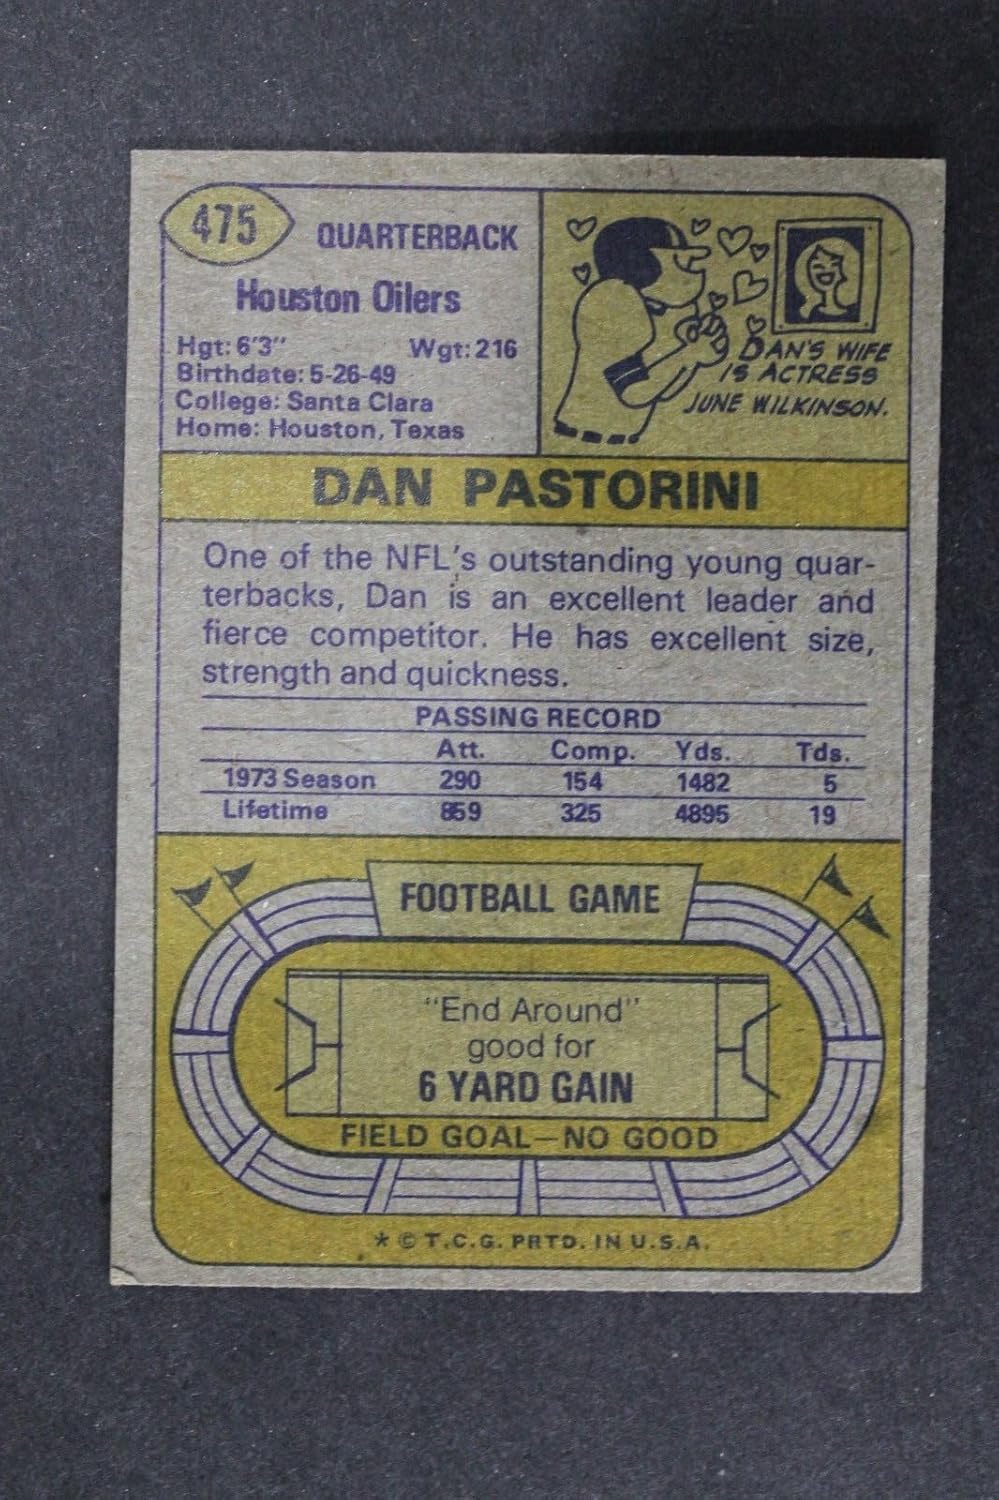 475
QUARTERBACK
Houston Oilers
Hgt: 6'3" Wgt: 216
Birthdate: 5-26-49
College: Santa Clara
Home: Houston, Texas
DAN'S WIFE
IS ACTRESS
JUNE WILKINSON.
DAN PASTORINI
One of the NFL's outstanding young quar-
terbacks, Dan is an excellent leader and
fierce competitor. He has excellent size,
strength and quickness.
PASSING RECORD
Att. Comp. Yds. Tds.
1973 Season 290 154 1482 5
Lifetime 859 325 4895 19
FOOTBALL GAME
"End Around"
good for
6 YARD GAIN
FIELD GOAL—NO GOOD
* © T.C.G. PRTD. IN U.S.A.